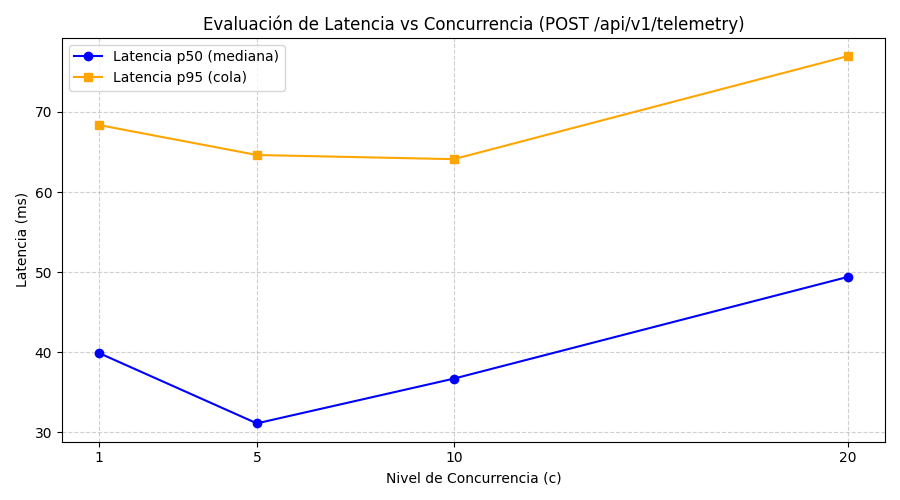 Evaluación de Latencia vs Concurrencia (POST /api/v1/telemetry)
Latencia p50 (mediana)
Latencia p95 (cola)
Latencia (ms)
70
60
50
40
30
1 5 10 20
Nivel de Concurrencia (c)